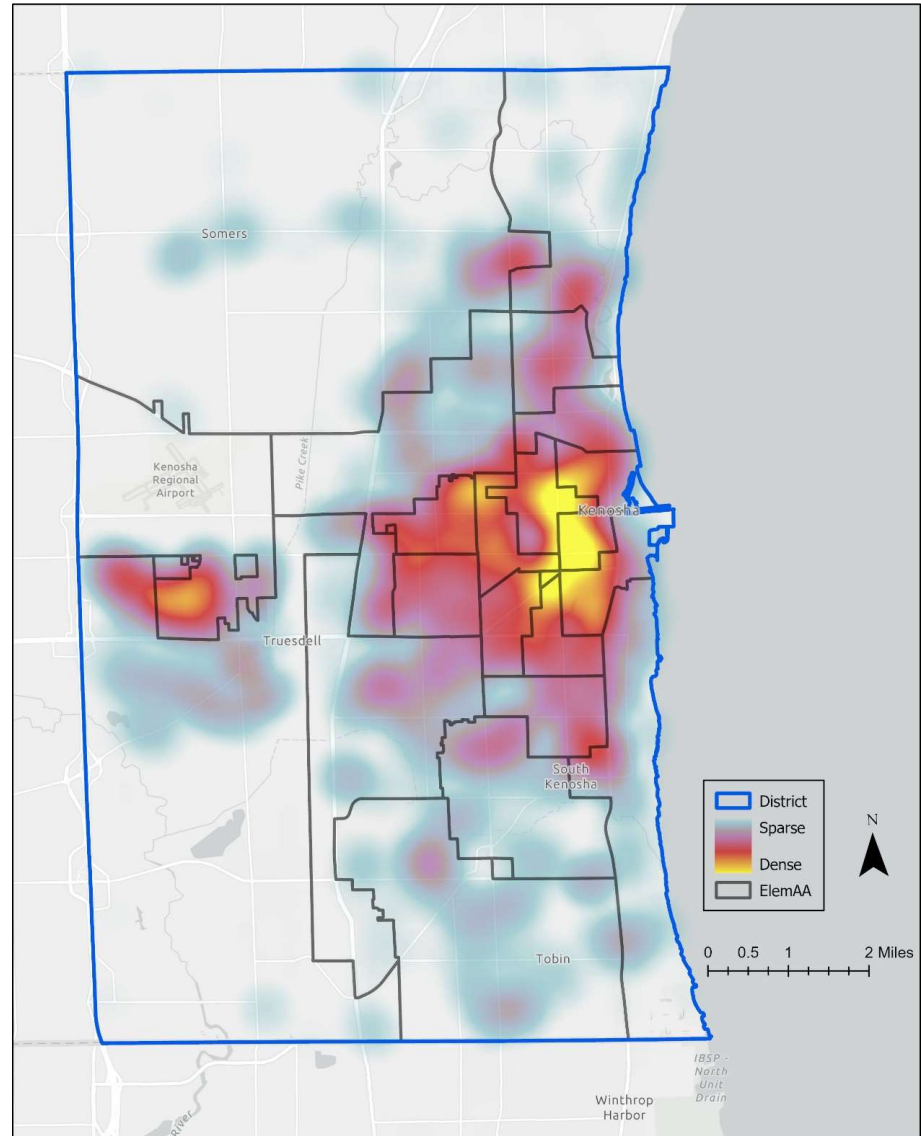 Somers
Kenosha
Regional
Airport
Pike Creek
Kenosha
Truesdell
South
Kenosha
Tobin
District
Sparse
Dense
ElemAA
N
0 0.5 1 2 Miles
IBSP -
North
Unit
Drain
Winthrop
Harbor
River